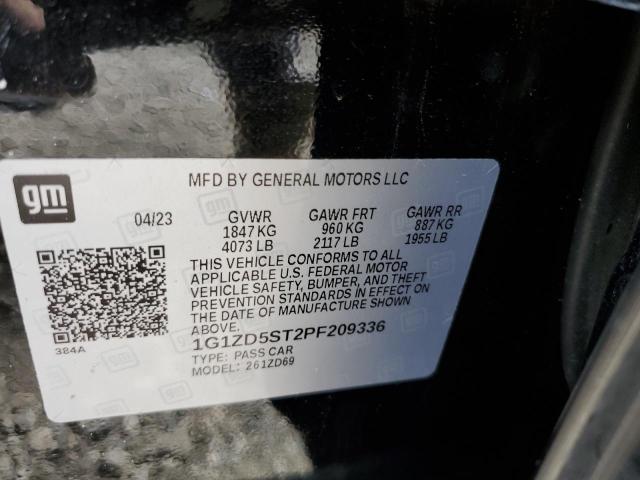 gm
MFD BY GENERAL MOTORS LLC
04/23 GVWR GAWR FRT GAWR RR
1847 KG 960 KG 887 KG
4073 LB 2117 LB 1955 LB
THIS VEHICLE CONFORMS TO ALL
APPLICABLE U.S. FEDERAL MOTOR
VEHICLE SAFETY, BUMPER, AND THEFT
PREVENTION STANDARDS IN EFFECT ON
THE DATE OF MANUFACTURE SHOWN
ABOVE.
384A
1G1ZD5ST2PF209336
TYPE: PASS CAR
MODEL: 261ZD69